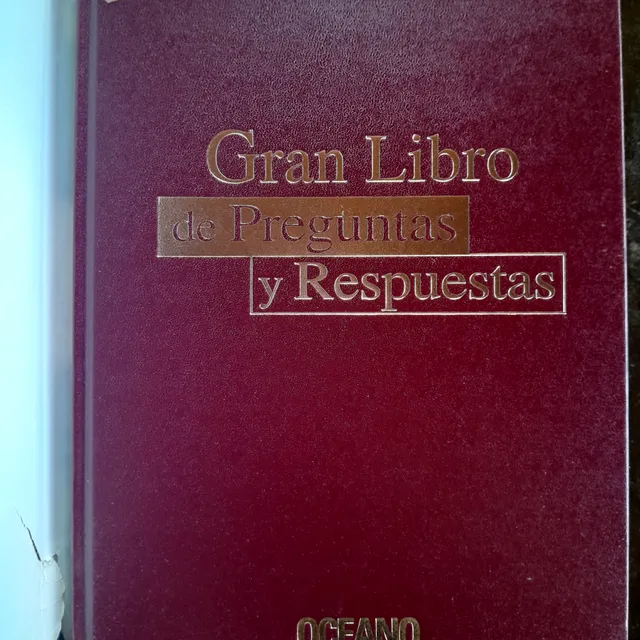 Gran Libro
de Preguntas
y Respuestas
OCEANO